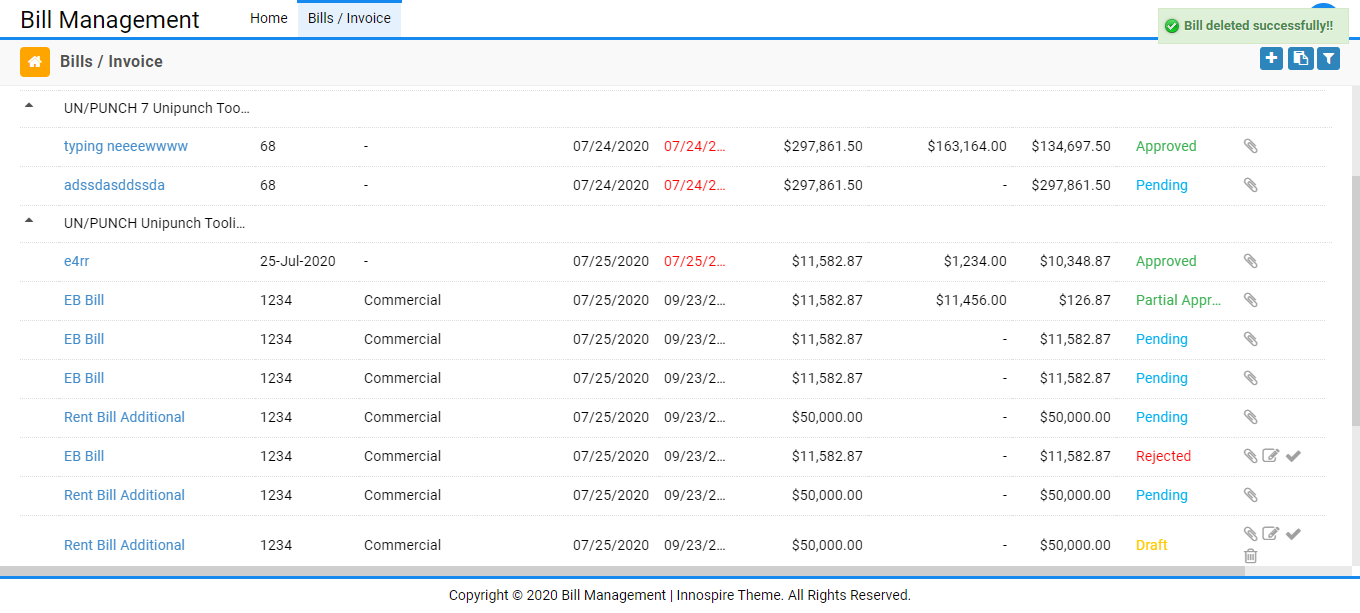 Bill Management Home Bills / Invoice
Bill deleted successfully!!
Bills / Invoice
UN/PUNCH 7 Unipunch Too...
typing neeeewwww 68 - 07/24/2020 07/24/2... $297,861.50 $163,164.00 $134,697.50 Approved
adssdasddssda 68 - 07/24/2020 07/24/2... $297,861.50 - $297,861.50 Pending
UN/PUNCH Unipunch Tooli...
e4rr 25-Jul-2020 - 07/25/2020 07/25/2... $11,582.87 $1,234.00 $10,348.87 Approved
EB Bill 1234 Commercial 07/25/2020 09/23/2... $11,582.87 $11,456.00 $126.87 Partial Appr...
EB Bill 1234 Commercial 07/25/2020 09/23/2... $11,582.87 - $11,582.87 Pending
EB Bill 1234 Commercial 07/25/2020 09/23/2... $11,582.87 - $11,582.87 Pending
Rent Bill Additional 1234 Commercial 07/25/2020 09/23/2... $50,000.00 - $50,000.00 Pending
EB Bill 1234 Commercial 07/25/2020 09/23/2... $11,582.87 - $11,582.87 Rejected
Rent Bill Additional 1234 Commercial 07/25/2020 09/23/2... $50,000.00 - $50,000.00 Pending
Rent Bill Additional 1234 Commercial 07/25/2020 09/23/2... $50,000.00 - $50,000.00 Draft
Copyright © 2020 Bill Management | Innospire Theme. All Rights Reserved.